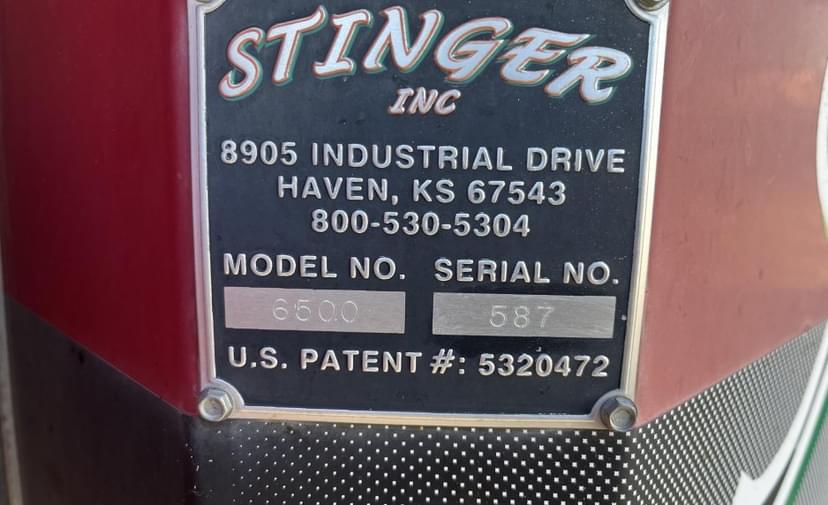 STINGER
INC
8905 INDUSTRIAL DRIVE
HAVEN, KS 67543
800-530-5304
MODEL NO. SERIAL NO.
6500 587
U.S. PATENT #: 5320472